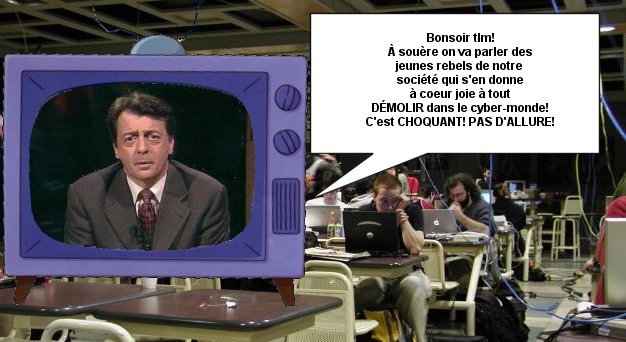 Bonsoir tlm!
À souère on va parler des
jeunes rebels de notre
société qui s'en donne
à coeur joie à tout
DÉMOLIR dans le cyber-monde!
C'est CHOQUANT! PAS D'ALLURE!